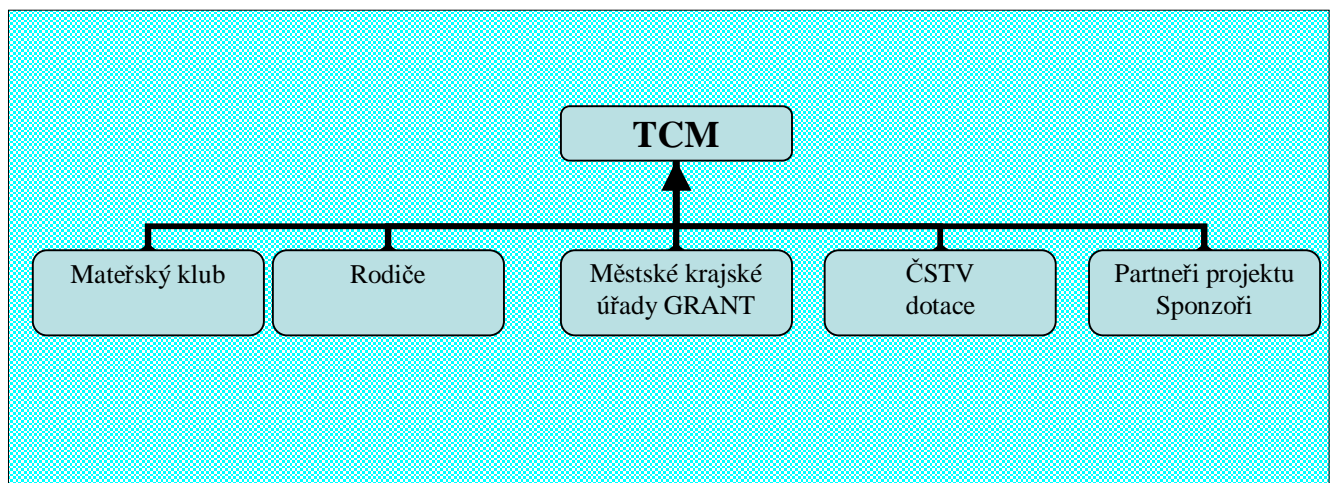 TCM
Mateřský klub
Rodiče
Městské krajské
úřady GRANT
ČSTV
dotace
Partneři projektu
Sponzoři